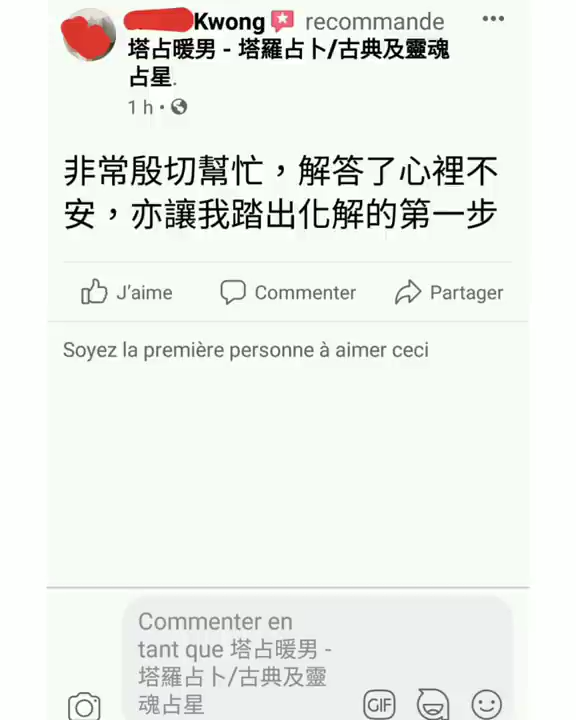 Kwong recommande
塔占暖男 - 塔羅占卜/古典及靈魂
占星.
1 h
非常殷切幫忙，解答了心裡不
安，亦讓我踏出化解的第一步
J'aime Commenter Partager
Soyez la première personne à aimer ceci
Commenter en
tant que 塔占暖男 -
塔羅占卜/古典及靈
魂占星
GIF